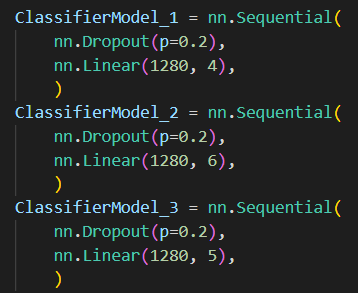 ClassifierModel_1 = nn.Sequential(
    nn.Dropout(p=0.2),
    nn.Linear(1280, 4),
    )
ClassifierModel_2 = nn.Sequential(
    nn.Dropout(p=0.2),
    nn.Linear(1280, 6),
    )
ClassifierModel_3 = nn.Sequential(
    nn.Dropout(p=0.2),
    nn.Linear(1280, 5),
    )